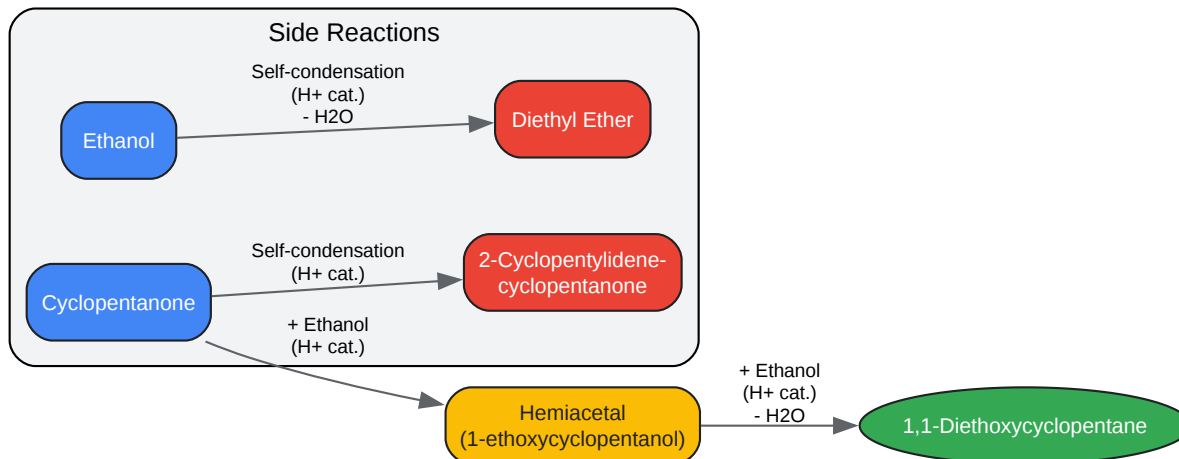 Side Reactions
Self-condensation
(H+ cat.)
- H2O
Ethanol
Diethyl Ether
Self-condensation
(H+ cat.)
Cyclopentanone
2-Cyclopentylidene-
cyclopentanone
+ Ethanol
(H+ cat.)
Hemiacetal
(1-ethoxycyclopentanol)
+ Ethanol
(H+ cat.)
- H2O
1,1-Diethoxycyclopentane